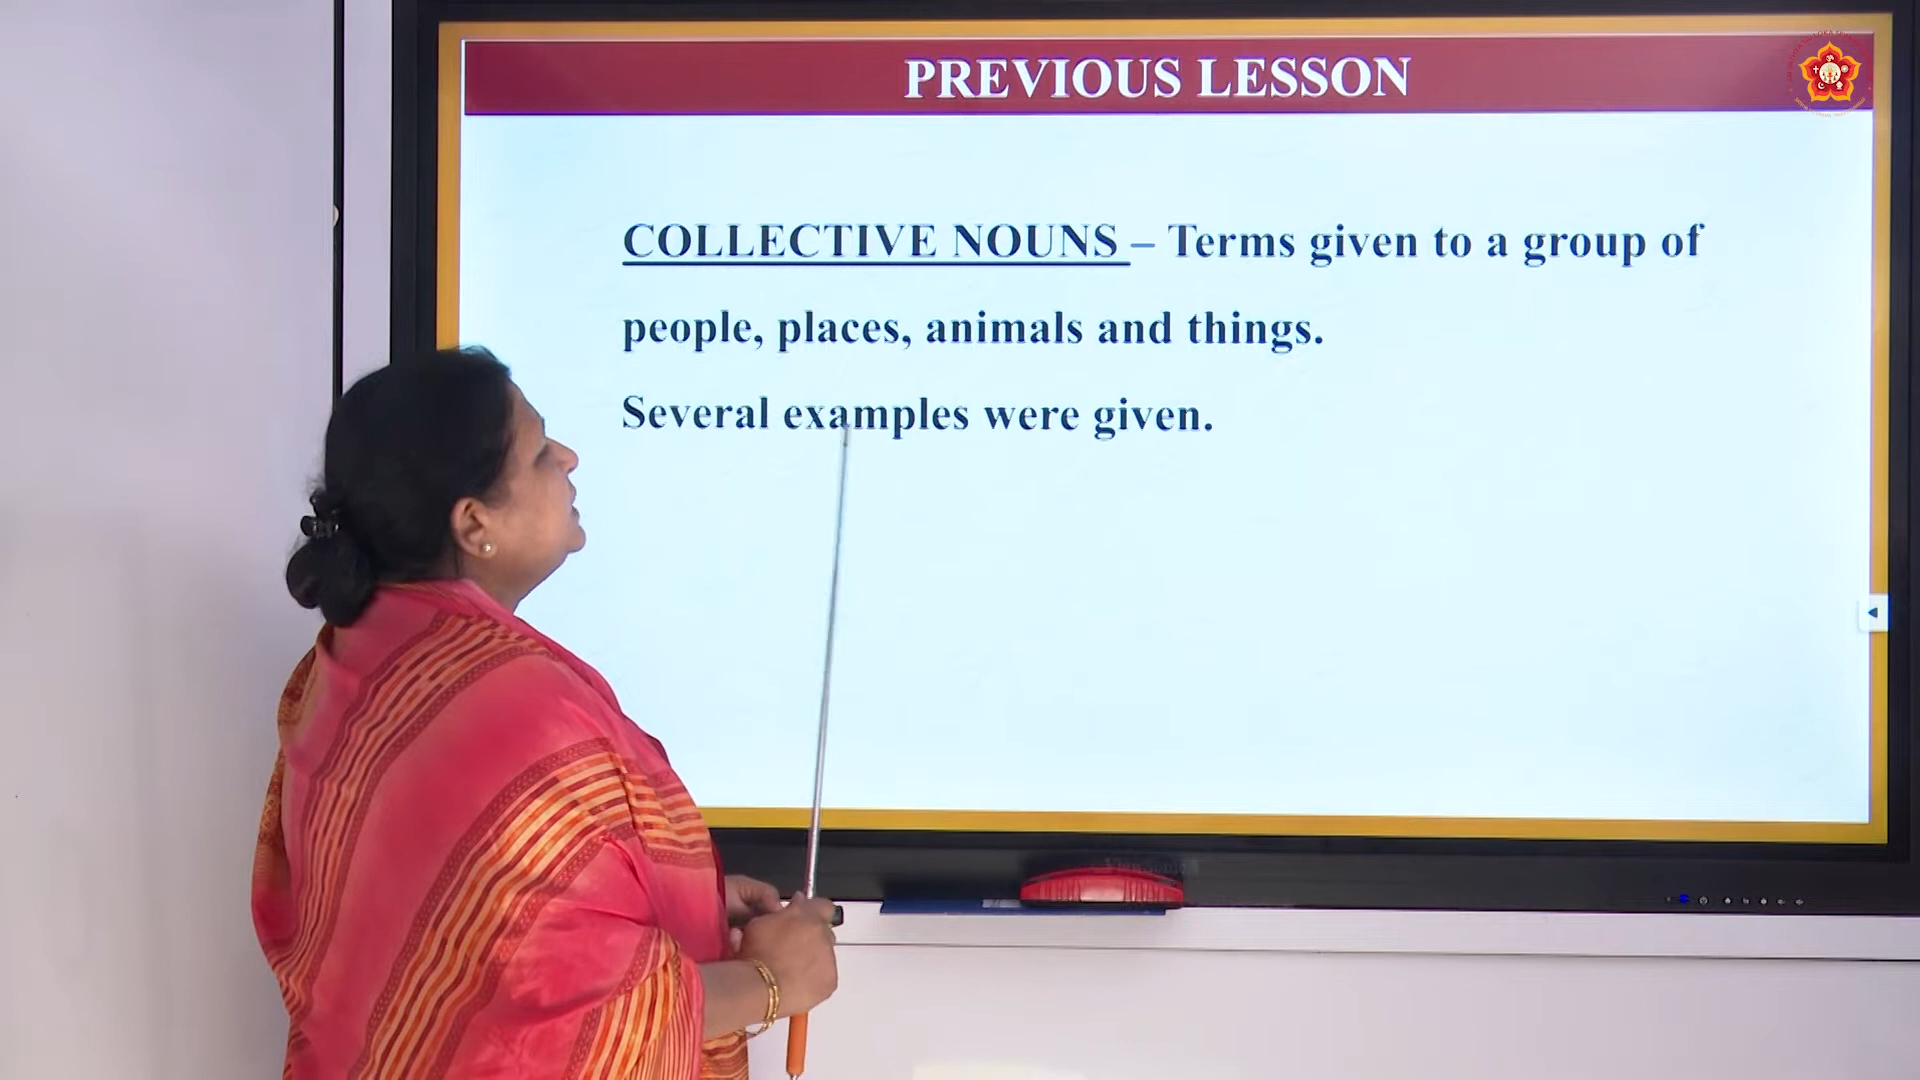 PREVIOUS LESSON
COLLECTIVE NOUNS – Terms given to a group of
people, places, animals and things.
Several examples were given.